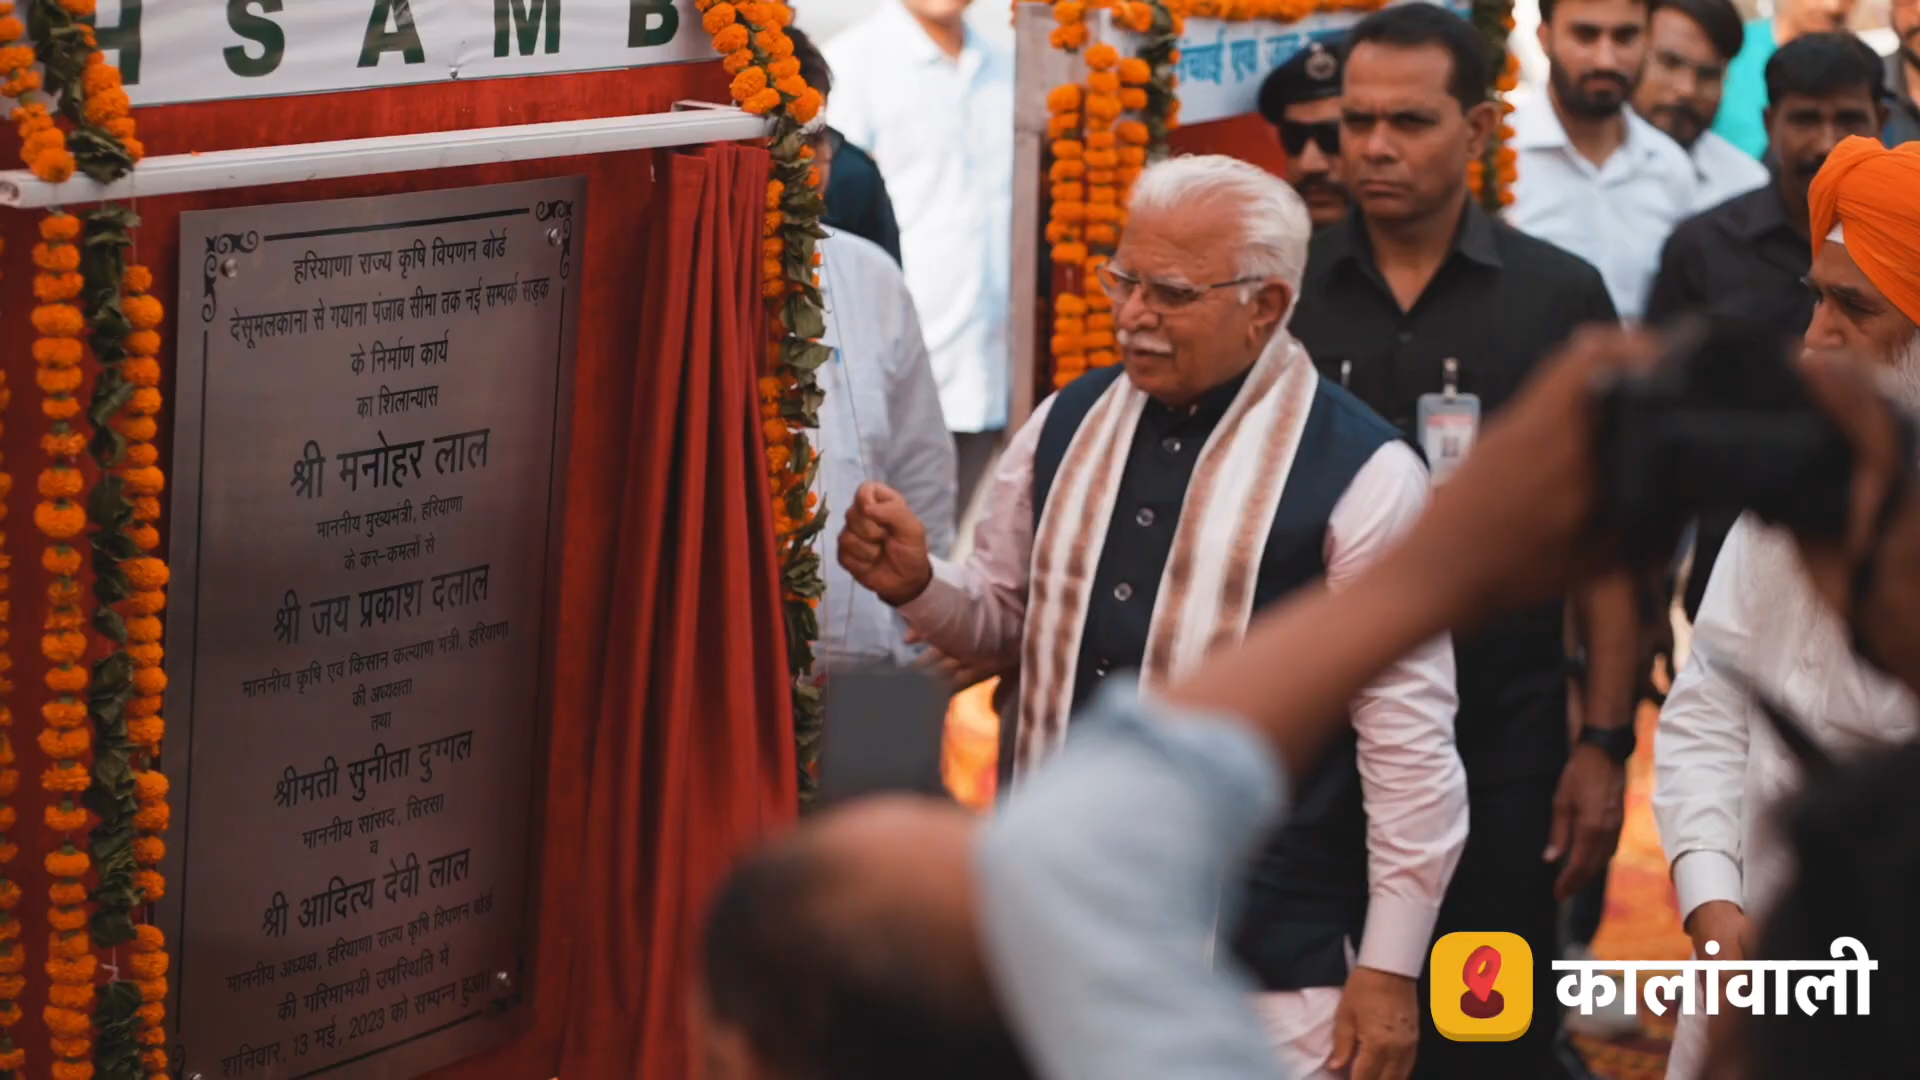 HSAMB
हरियाणा राज्य कृषि विपणन बोर्ड
देसूमलकाना से गयाना पंजाब सीमा तक नई सम्पर्क सड़क
के निर्माण कार्य
का शिलान्यास
श्री मनोहर लाल
माननीय मुख्यमंत्री, हरियाणा
के कर-कमलों से
श्री जय प्रकाश दलाल
माननीय कृषि एवं किसान कल्याण मंत्री, हरियाणा
की अध्यक्षता
तथा
श्रीमती सुनीता दुग्गल
माननीय सांसद, सिरसा
व
श्री आदित्य देवी लाल
माननीय अध्यक्ष, हरियाणा राज्य कृषि विपणन बोर्ड
की गरिमामयी उपस्थिति में
शनिवार, 13 मई, 2023 को सम्पन्न हुआ।
एवं
कालांवाली